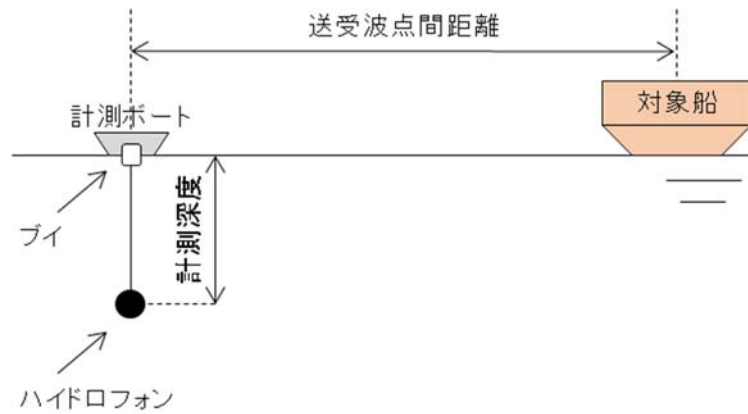 送受波点間距離
計測ボート
対象船
計測深度
ブイ
ハイドロフォン